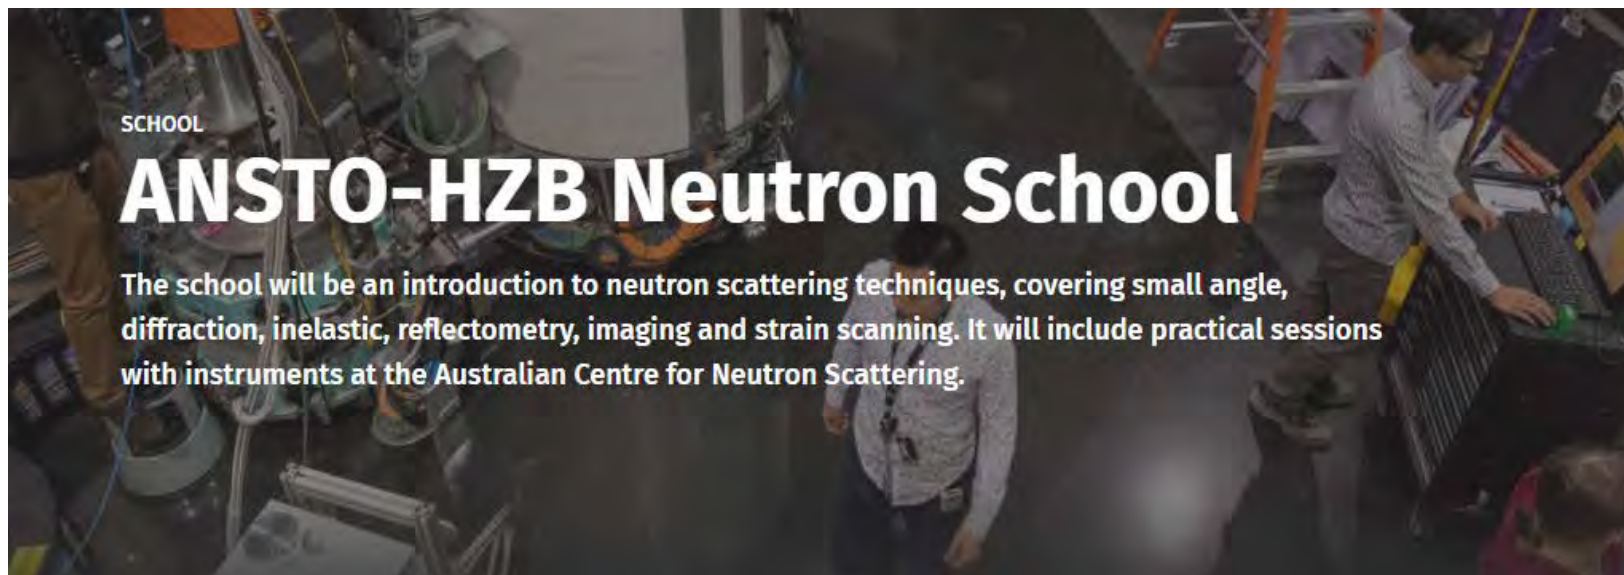 SCHOOL
ANSTO-HZB Neutron School
The school will be an introduction to neutron scattering techniques, covering small angle,
diffraction, inelastic, reflectometry, imaging and strain scanning. It will include practical sessions
with instruments at the Australian Centre for Neutron Scattering.